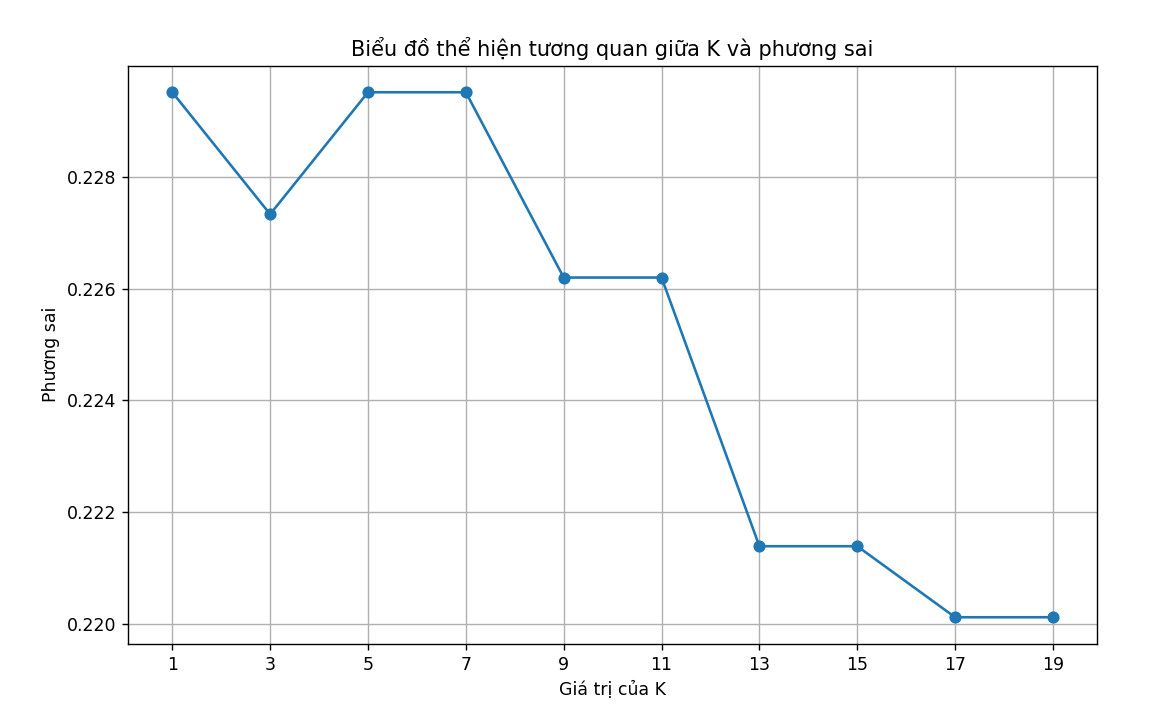 Biểu đồ thể hiện tương quan giữa K và phương sai
Phương sai
0.228
0.226
0.224
0.222
0.220
1 3 5 7 9 11 13 15 17 19
Giá trị của K